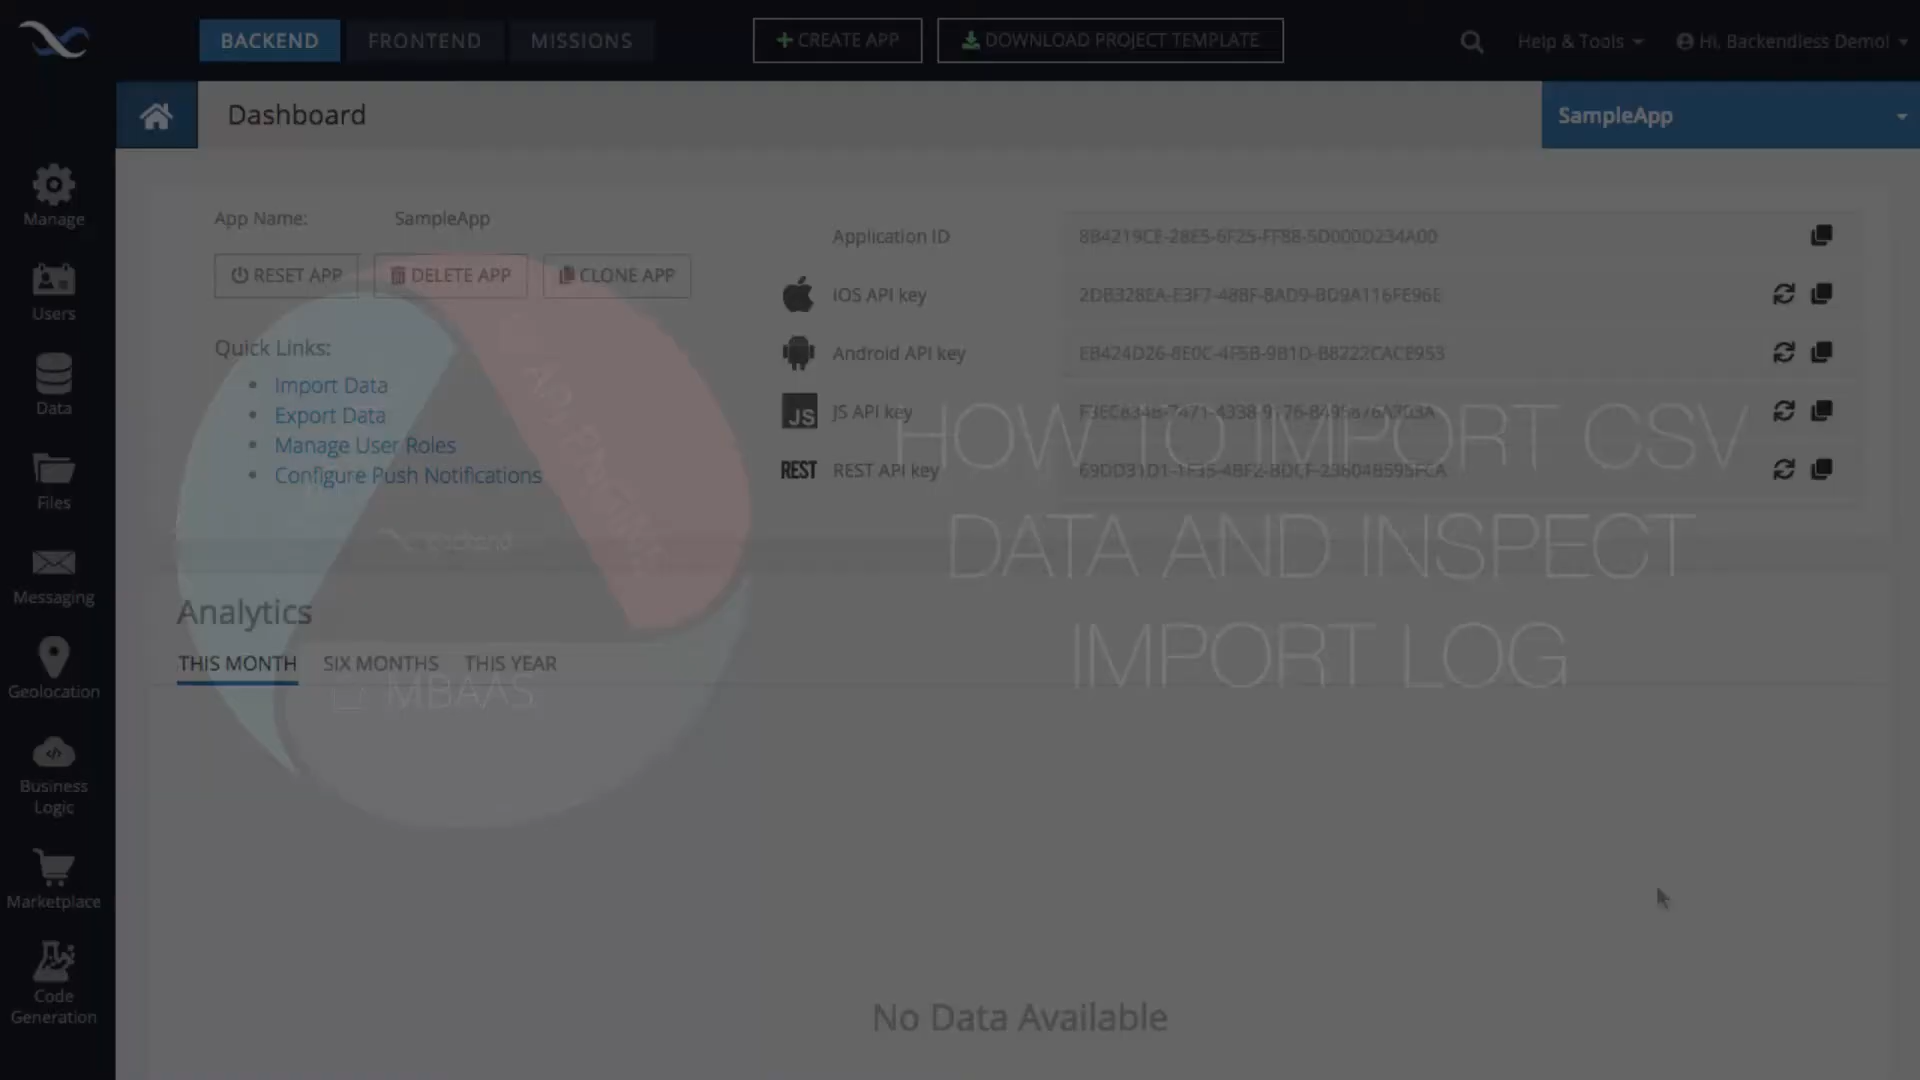 BACKEND
FRONTEND
MISSIONS
CREATE APP
DOWNLOAD PROJECT TEMPLATE
Help & Tools
Hi, Backendless Demo!
Dashboard
SampleApp
Manage
Users
Data
Files
Messaging
Geolocation
Business
Logic
Marketplace
Code
Generation
App Name:
SampleApp
RESET APP
DELETE APP
CLONE APP
Quick Links:
Import Data
Export Data
Manage User Roles
Configure Push Notifications
Application ID
8B4219CE-28E5-6F25-FF88-5D000D234A00
iOS API key
2DB328EA-E3F7-488F-BAD9-BD9A116FE96E
Android API key
EB424D26-8E0C-4F5B-9B1D-B8222CACE953
JS
JS API key
REST
REST API key
HOW TO IMPORT CSV
DATA AND INSPECT
IMPORT LOG
backend
MBAAS
Analytics
THIS MONTH
SIX MONTHS
THIS YEAR
No Data Available